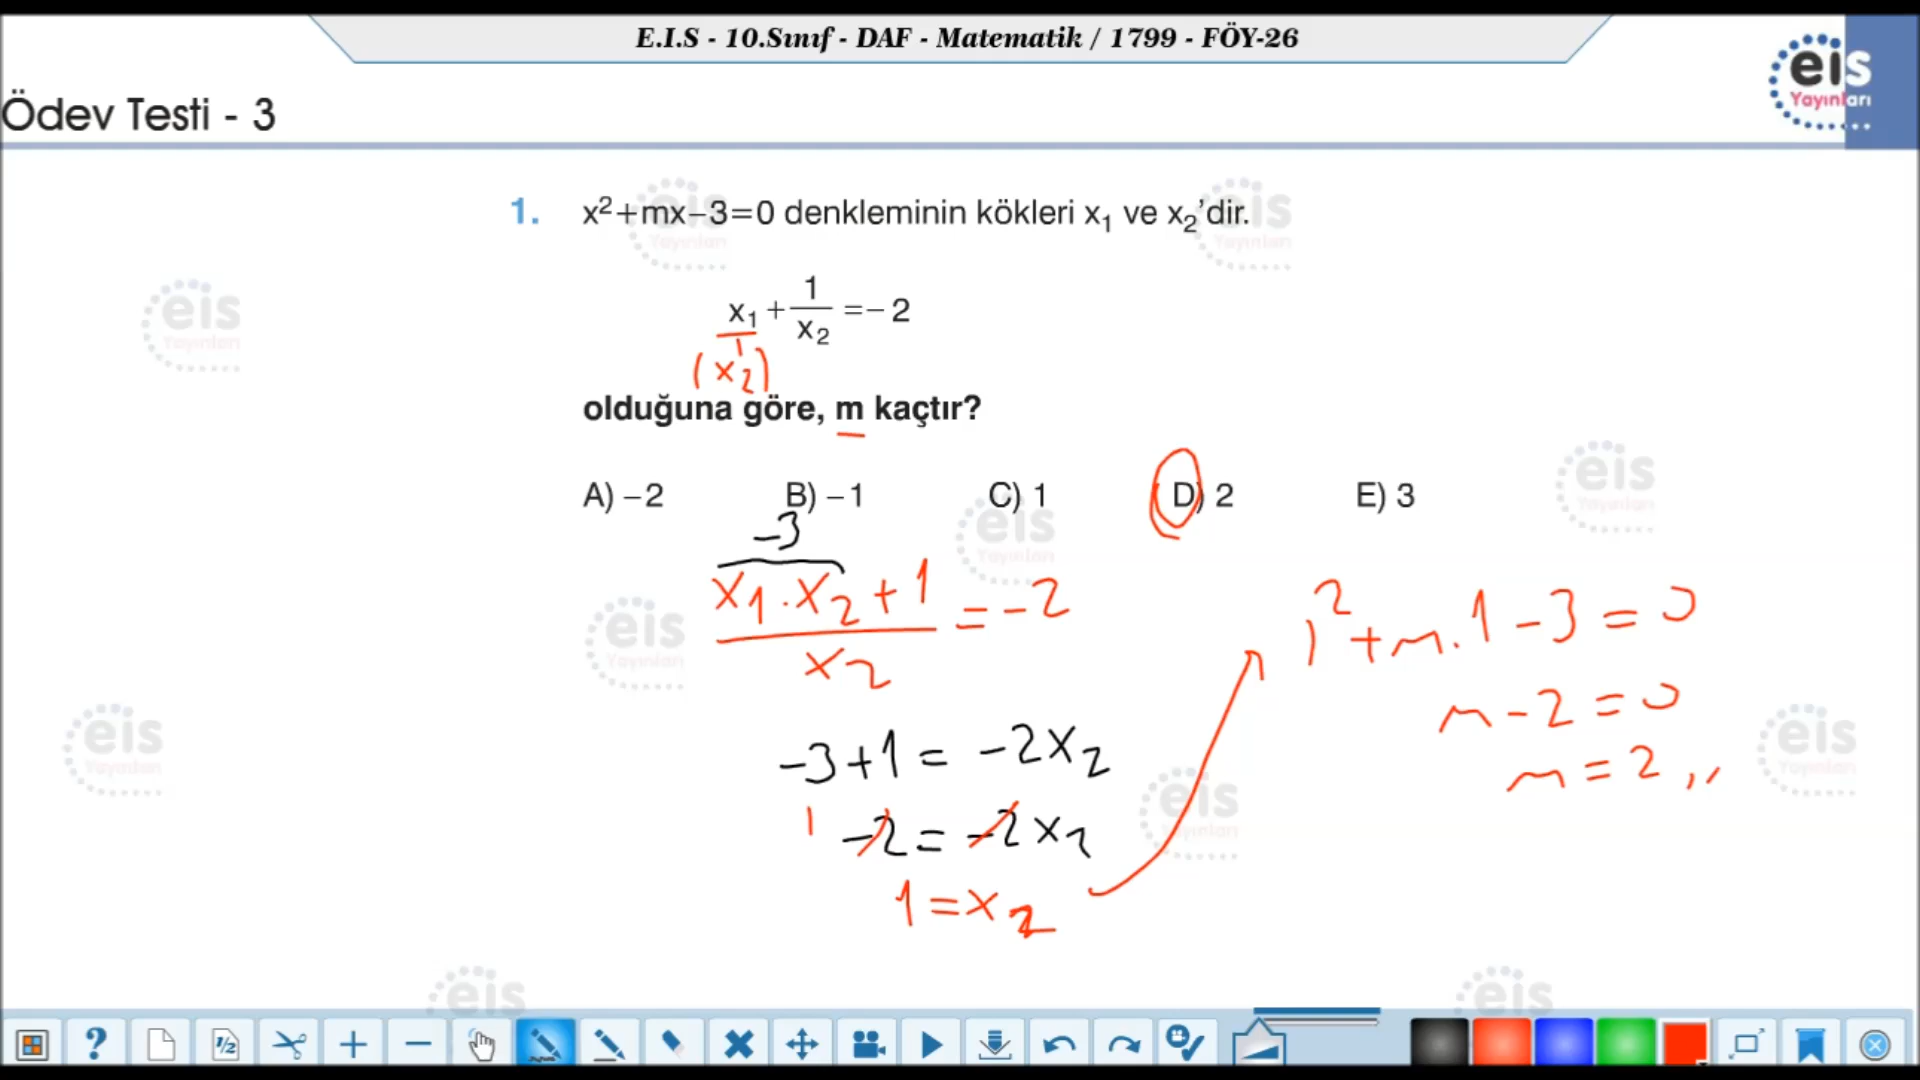 E.I.S - 10.Sınıf - DAF - Matematik / 1799 - FÖY-26
eis
Yayınları
Ödev Testi - 3
1. x²+mx−3=0 denkleminin kökleri x₁ ve x₂'dir.
x₁ + 1/x₂ = −2
(x₂)
olduğuna göre, m kaçtır?
A) −2 B) −1 C) 1 D) 2 E) 3
−3
x₁·x₂+1 / x₂ = −2
−3+1 = −2x₂
1 −2 = −2x₂
1 = x₂
1²+m·1−3=0
m−2=0
m=2,,